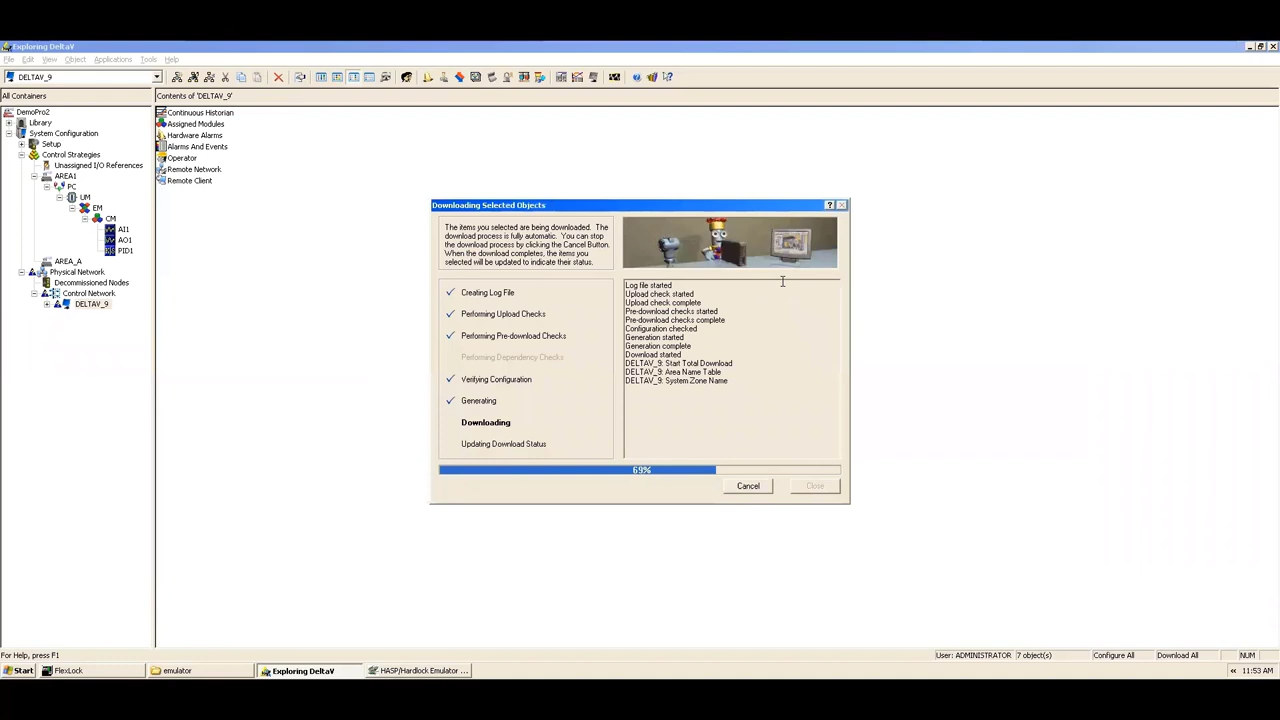 Exploring DeltaV
File Edit View Object Applications Tools Help
DELTAV_9
All Containers
Contents of 'DELTAV_9'
DemoPro2
Library
System Configuration
Setup
Control Strategies
Unassigned I/O References
AREA1
PC
UM
EM
CM
AI1
AO1
PID1
AREA_A
Physical Network
Decommissioned Nodes
Control Network
DELTAV_9
Continuous Historian
Assigned Modules
Hardware Alarms
Alarms And Events
Operator
Remote Network
Remote Client
Downloading Selected Objects
The items you selected are being downloaded. The
download process is fully automatic. You can stop
the download process by clicking the Cancel Button.
When the download completes, the items you
selected will be updated to indicate their status.
Creating Log File
Performing Upload Checks
Performing Pre-download Checks
Performing Dependency Checks
Verifying Configuration
Generating
Downloading
Updating Download Status
Log file started
Upload check started
Upload check complete
Pre-download checks started
Pre-download checks complete
Configuration checked
Generation started
Generation complete
Download started
DELTAV_9: Start Total Download
DELTAV_9: Area Name Table
DELTAV_9: System Zone Name
69%
Cancel Close
For Help, press F1
User: ADMINISTRATOR 7 object(s) Configure All Download All NUM
Start FlexLock emulator Exploring DeltaV HASP/Hardlock Emulator ... « 11:53 AM